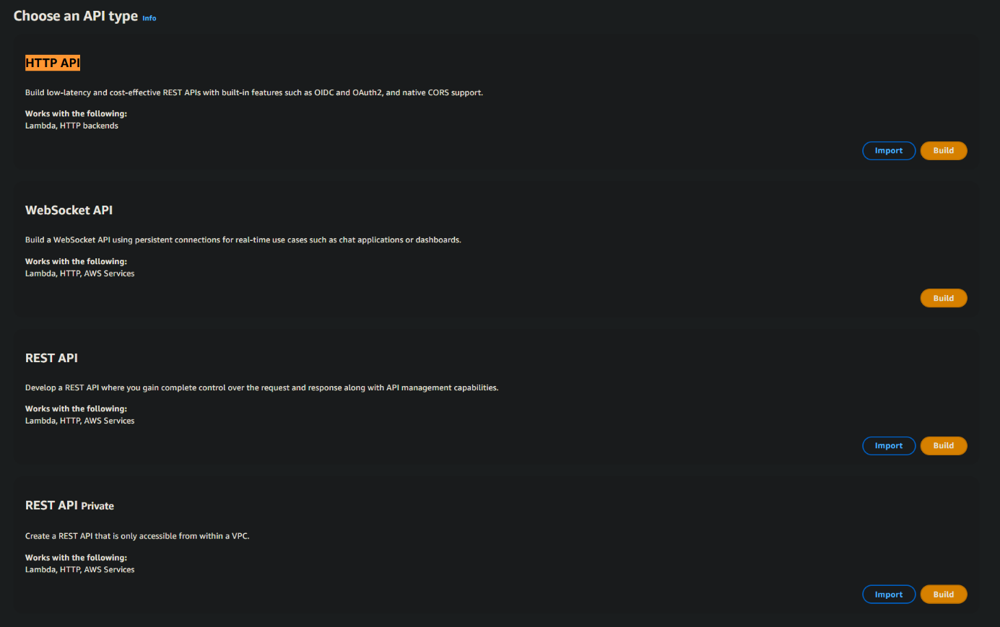 Choose an API type Info
HTTP API
Build low-latency and cost-effective REST APIs with built-in features such as OIDC and OAuth2, and native CORS support.
Works with the following:
Lambda, HTTP backends
Import Build
WebSocket API
Build a WebSocket API using persistent connections for real-time use cases such as chat applications or dashboards.
Works with the following:
Lambda, HTTP, AWS Services
Build
REST API
Develop a REST API where you gain complete control over the request and response along with API management capabilities.
Works with the following:
Lambda, HTTP, AWS Services
Import Build
REST API Private
Create a REST API that is only accessible from within a VPC.
Works with the following:
Lambda, HTTP, AWS Services
Import Build